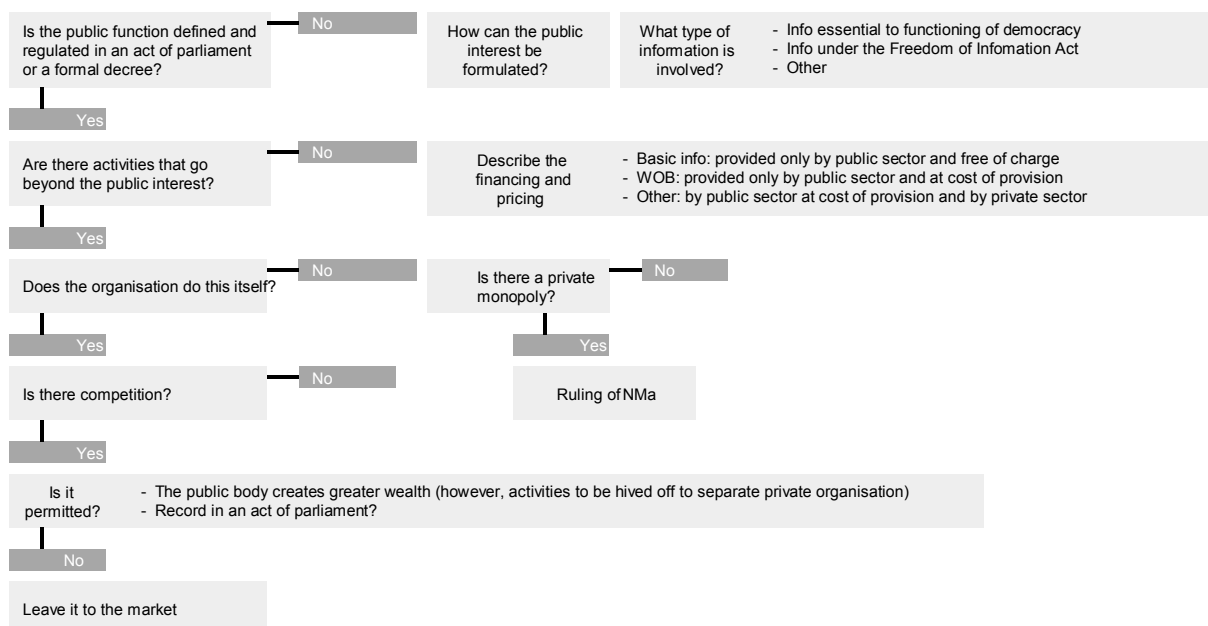 Is the public function defined and
regulated in an act of parliament
or a formal decree?
No
How can the public
interest be
formulated?
What type of
information is
involved?
- Info essential to functioning of democracy
- Info under the Freedom of Infomation Act
- Other
Yes
Are there activities that go
beyond the public interest?
No
Describe the
financing and
pricing
- Basic info: provided only by public sector and free of charge
- WOB: provided only by public sector and at cost of provision
- Other: by public sector at cost of provision and by private sector
Yes
Does the organisation do this itself?
No
Is there a private
monopoly?
No
Yes
Yes
Is there competition?
No
Ruling of NMa
Yes
Is it
permitted?
- The public body creates greater wealth (however, activities to be hived off to separate private organisation)
- Record in an act of parliament?
No
Leave it to the market